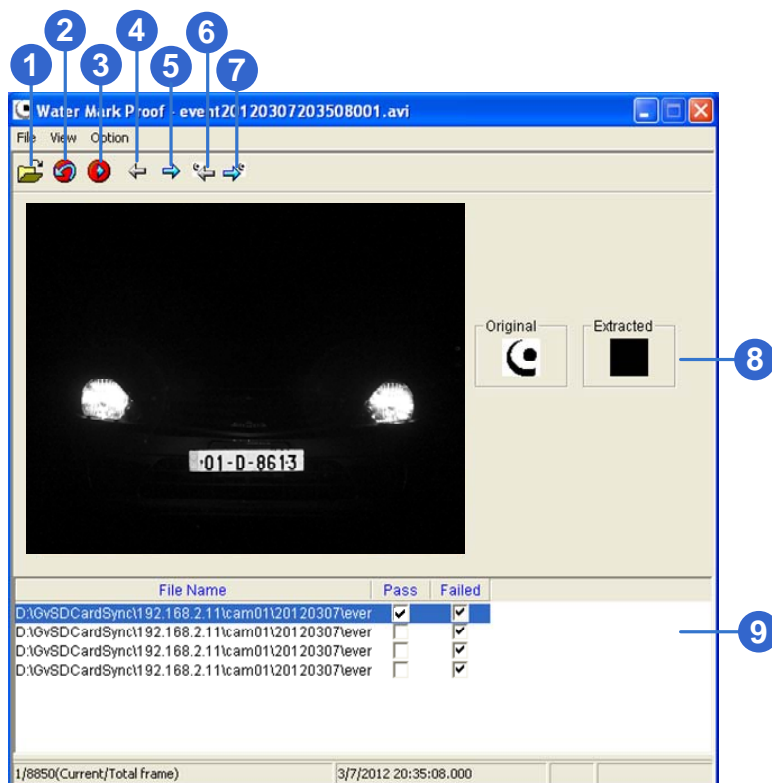 2 4 6
1 3 5 7
Water Mark Proof - event20120307203508001.avi
File View Option
Original Extracted
8
01-D-8613
File Name Pass Failed
D:\GvSDCardSync\192.168.2.11\cam01\20120307\ever
D:\GvSDCardSync\192.168.2.11\cam01\20120307\ever
9
D:\GvSDCardSync\192.168.2.11\cam01\20120307\ever
D:\GvSDCardSync\192.168.2.11\cam01\20120307\ever
1/8850(Current/Total frame) 3/7/2012 20:35:08.000